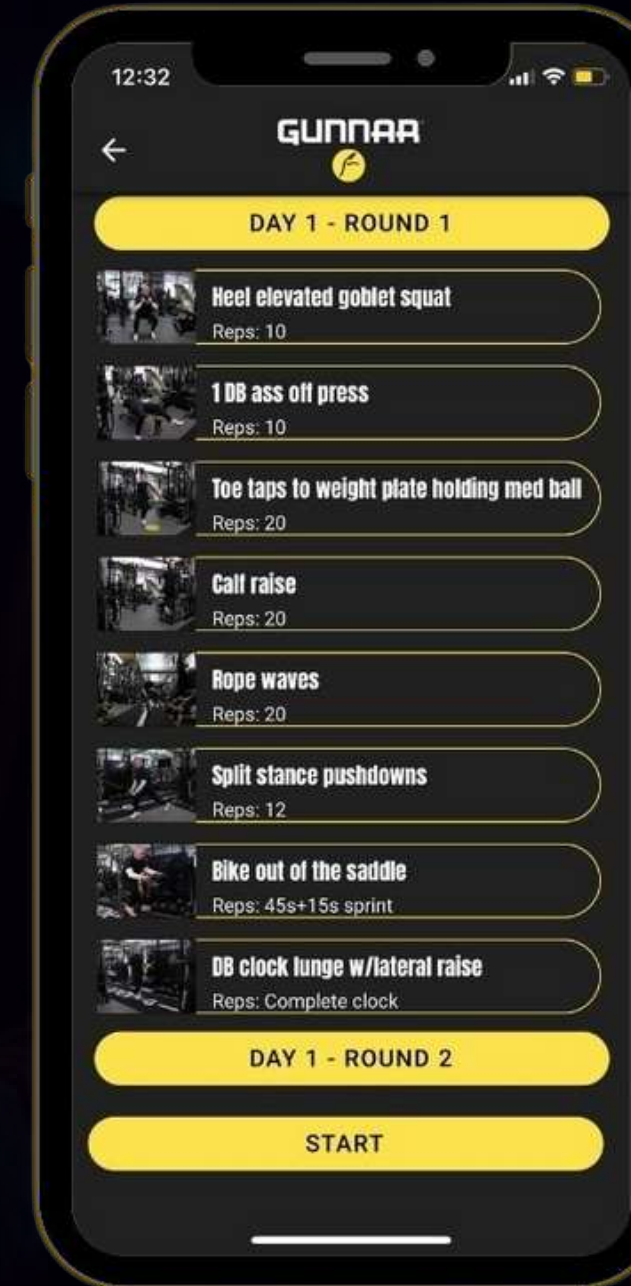 12:32
GUNNAR
DAY 1 - ROUND 1
Heel elevated goblet squat
Reps: 10
1 DB ass off press
Reps: 10
Toe taps to weight plate holding med ball
Reps: 20
Calf raise
Reps: 20
Rope waves
Reps: 20
Split stance pushdowns
Reps: 12
Bike out of the saddle
Reps: 45s+15s sprint
DB clock lunge w/lateral raise
Reps: Complete clock
DAY 1 - ROUND 2
START